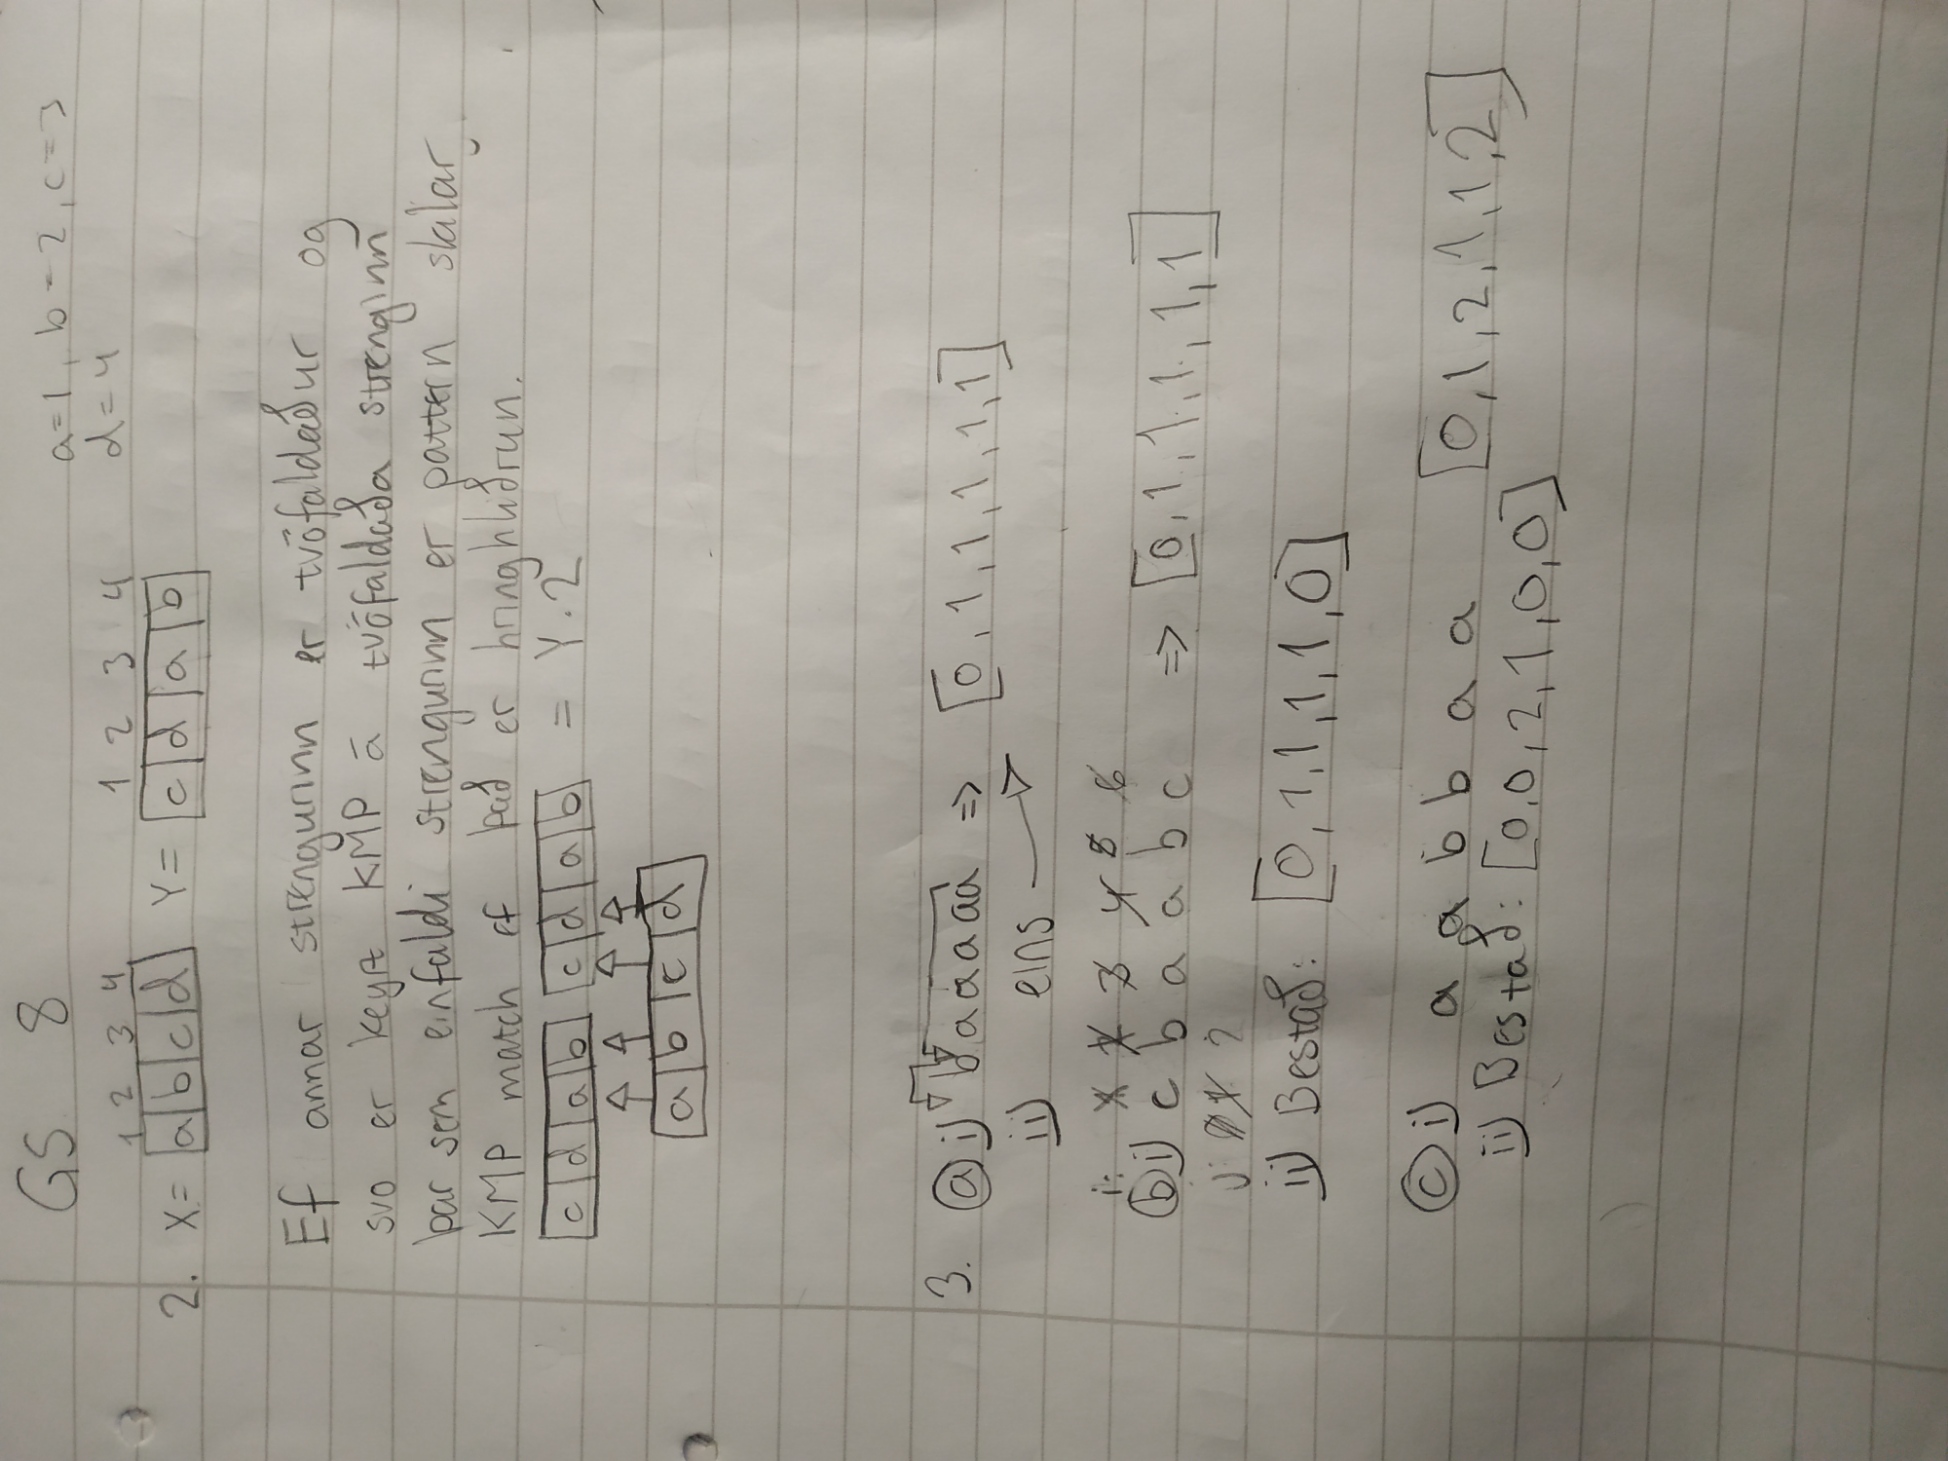 GS 8
a=1, b=2, c=3
d=4
1 2 3 4 1 2 3 4
2. X= a b c d Y= c d a b
Ef annar strengurinn er tvöfaldaður og
svo er keyrt KMP á tvöfaldaða strenginn
þar sem einfaldi strengurinn er pattern skalar
KMP match ef það er hringhliðrun.
c d a b c d a b = Y·2
a b c d
3. a i) b a a a a a => [0, 1, 1, 1, 1, 1]
ii) eins
i: 1 2 3 4 5 6
b i) c b a a b c => [0, 1, 1, 1, 1, 1]
j: 0 1 2
ii) Bestað: [0, 1, 1, 1, 1, 0]
c i) a a b b a a [0, 1, 2, 1, 1, 2]
ii) Bestað: [0, 0, 2, 1, 0, 0]